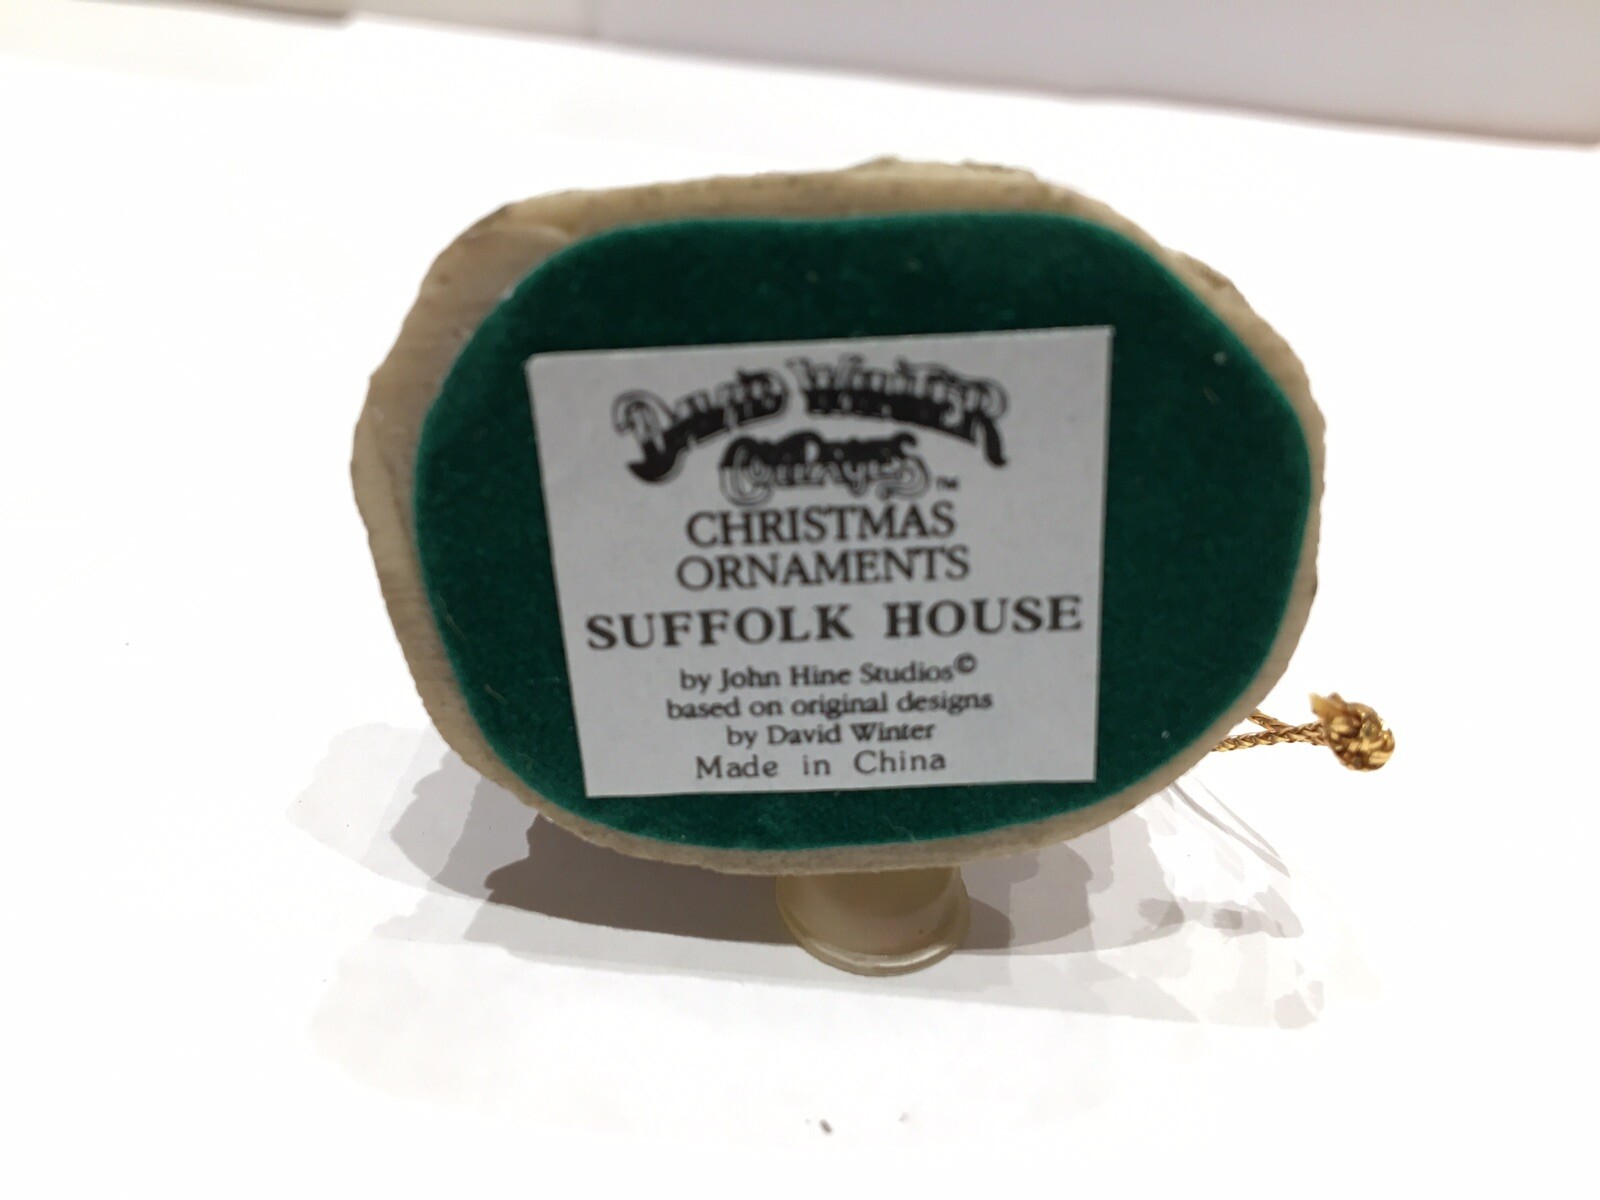 DAVID WINTER
COTTAGES™
CHRISTMAS
ORNAMENTS
SUFFOLK HOUSE
by John Hine Studios©
based on original designs
by David Winter
Made in China